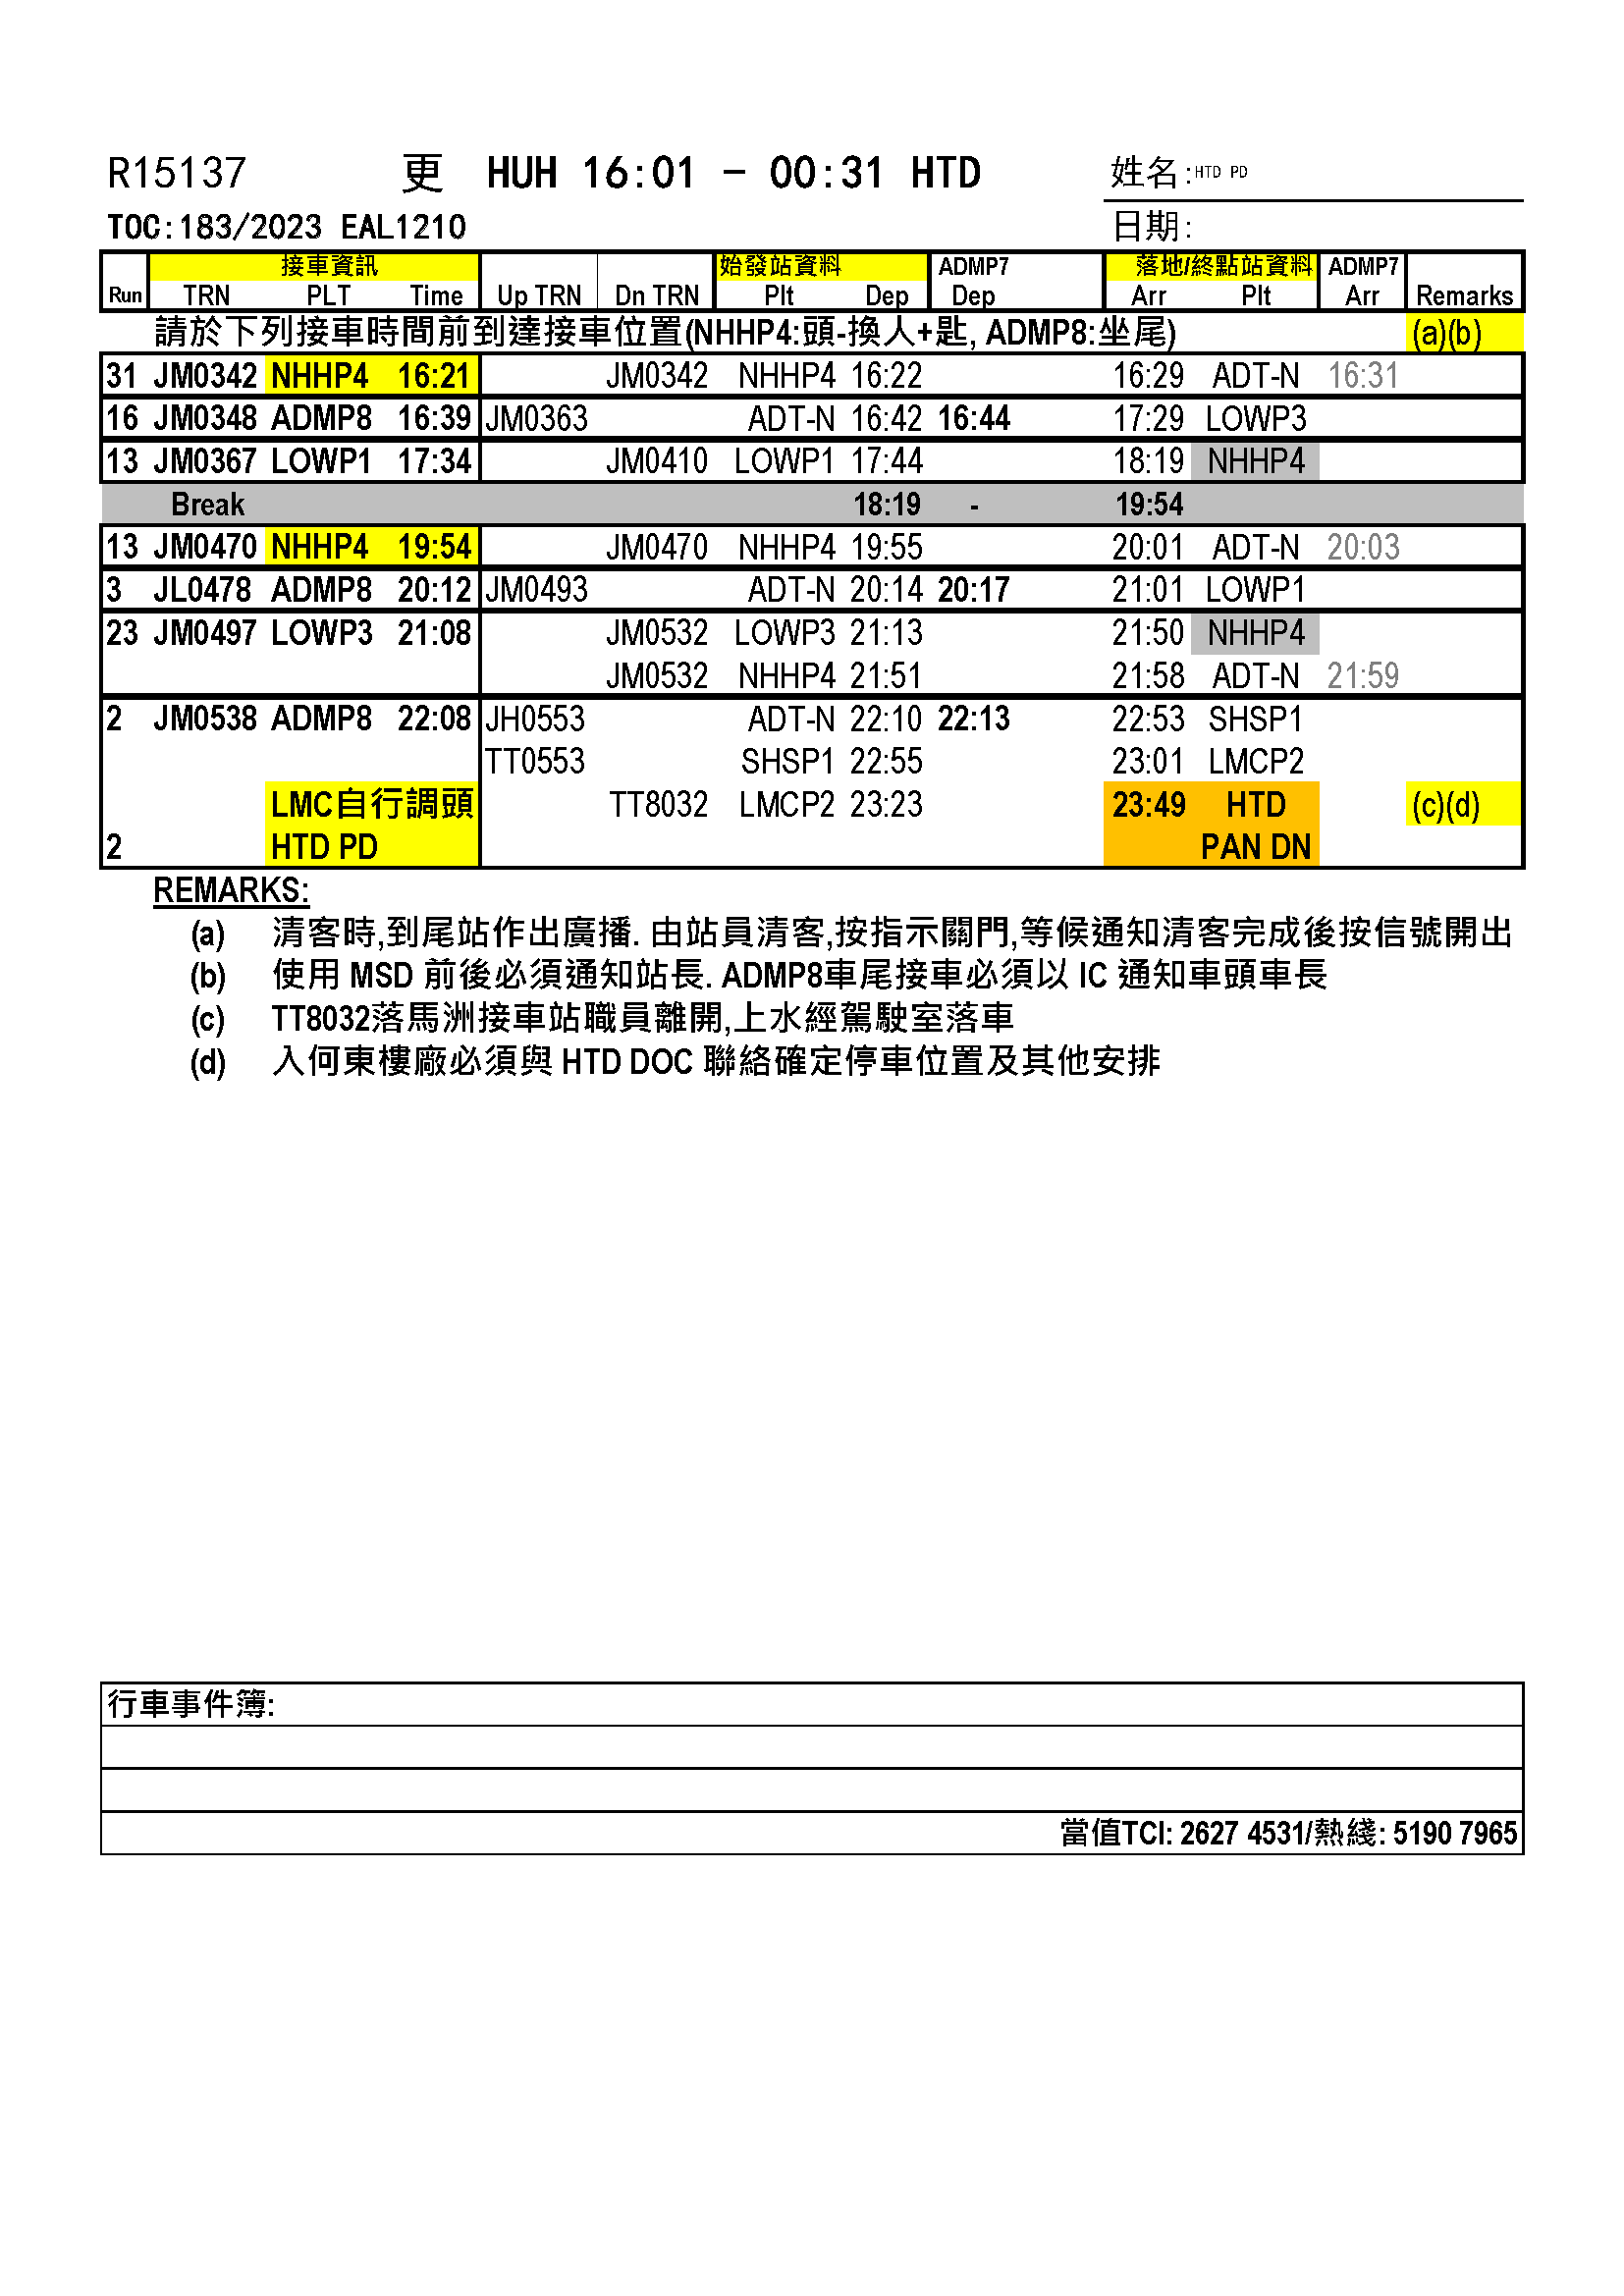 R15137 更 HUH 16:01 - 00:31 HTD 姓名:HTD PD
TOC:183/2023 EAL1210 日期:
接車資訊 始發站資料 ADMP7 落地/終點站資料 ADMP7
Run TRN PLT Time Up TRN Dn TRN Plt Dep Dep Arr Plt Arr Remarks
請於下列接車時間前到達接車位置(NHHP4:頭-換人+匙, ADMP8:坐尾) (a)(b)
31 JM0342 NHHP4 16:21 JM0342 NHHP4 16:22 16:29 ADT-N 16:31
16 JM0348 ADMP8 16:39 JM0363 ADT-N 16:42 16:44 17:29 LOWP3
13 JM0367 LOWP1 17:34 JM0410 LOWP1 17:44 18:19 NHHP4
Break 18:19 - 19:54
13 JM0470 NHHP4 19:54 JM0470 NHHP4 19:55 20:01 ADT-N 20:03
3 JL0478 ADMP8 20:12 JM0493 ADT-N 20:14 20:17 21:01 LOWP1
23 JM0497 LOWP3 21:08 JM0532 LOWP3 21:13 21:50 NHHP4
JM0532 NHHP4 21:51 21:58 ADT-N 21:59
2 JM0538 ADMP8 22:08 JH0553 ADT-N 22:10 22:13 22:53 SHSP1
TT0553 SHSP1 22:55 23:01 LMCP2
LMC自行調頭 TT8032 LMCP2 23:23 23:49 HTD (c)(d)
2 HTD PD PAN DN
REMARKS:
(a) 清客時,到尾站作出廣播. 由站員清客,按指示關門,等候通知清客完成後按信號開出
(b) 使用 MSD 前後必須通知站長. ADMP8車尾接車必須以 IC 通知車頭車長
(c) TT8032落馬洲接車站職員離開,上水經駕駛室落車
(d) 入何東樓廠必須與 HTD DOC 聯絡確定停車位置及其他安排
行車事件簿:
當值TCI: 2627 4531/熱綫: 5190 7965